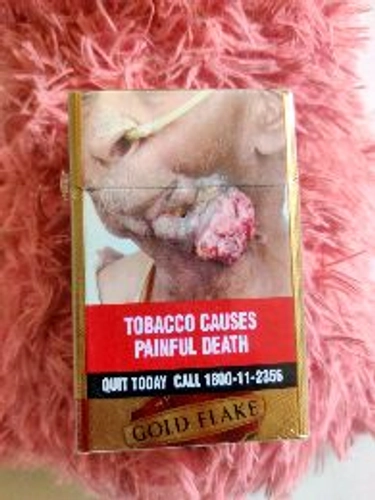 TOBACCO CAUSES
PAINFUL DEATH
QUIT TODAY CALL 1800-11-2356
GOLD FLAKE